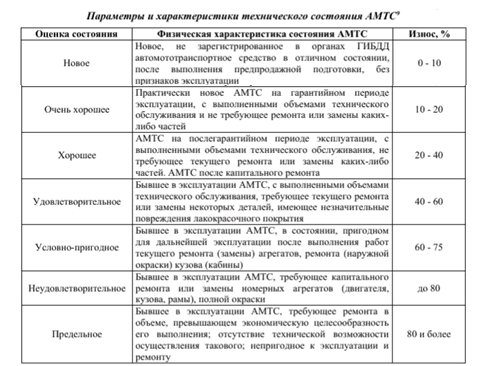 Параметры и характеристики технического состояния АМТС⁹
Оценка состояния
Физическая характеристика состояния АМТС
Износ, %
Новое
Новое, не зарегистрированное в органах ГИБДД
автомототранспортное средство в отличном состоянии,
после выполнения предпродажной подготовки, без
признаков эксплуатации
0 - 10
Очень хорошее
Практически новое АМТС на гарантийном периоде
эксплуатации, с выполненными объемами технического
обслуживания и не требующее ремонта или замены каких-
либо частей
10 - 20
Хорошее
АМТС на послегарантийном периоде эксплуатации, с
выполненными объемами технического обслуживания, не
требующее текущего ремонта или замены каких-либо
частей. АМТС после капитального ремонта
20 - 40
Удовлетворительное
Бывшее в эксплуатации АМТС, с выполненными объемами
технического обслуживания, требующее текущего ремонта
или замены некоторых деталей, имеющее незначительные
повреждения лакокрасочного покрытия
40 - 60
Условно-пригодное
Бывшее в эксплуатации АМТС, в состоянии, пригодном
для дальнейшей эксплуатации после выполнения работ
текущего ремонта (замены) агрегатов, ремонта (наружной
окраски) кузова (кабины)
60 - 75
Неудовлетворительное
Бывшее в эксплуатации АМТС, требующее капитального
ремонта или замены номерных агрегатов (двигателя,
кузова, рамы), полной окраски
до 80
Предельное
Бывшее в эксплуатации АМТС, требующее ремонта в
объеме, превышающем экономическую целесообразность
его выполнения; отсутствие технической возможности
осуществления такового; непригодное к эксплуатации и
ремонту
80 и более